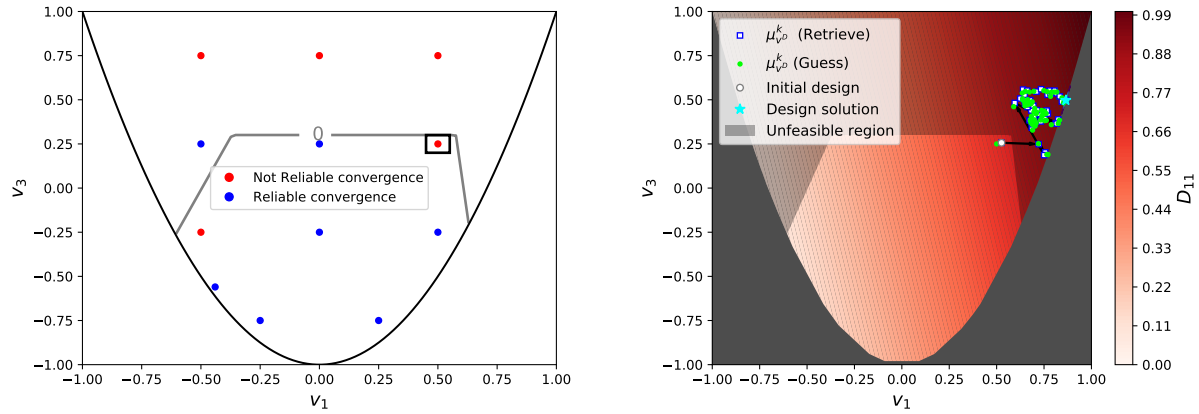 1.00
0.75
0.50
0.25
0.00
−0.25
−0.50
−0.75
−1.00
v3
0
Not Reliable convergence
Reliable convergence
−1.00 −0.75 −0.50 −0.25 0.00 0.25 0.50 0.75 1.00
v1
1.00
0.75
0.50
0.25
0.00
−0.25
−0.50
−0.75
−1.00
v3
μ^k_{v^D} (Retrieve)
μ^k_{v^D} (Guess)
Initial design
Design solution
Unfeasible region
−1.00 −0.75 −0.50 −0.25 0.00 0.25 0.50 0.75 1.00
v1
0.99
0.88
0.77
0.66
0.55
0.44
0.33
0.22
0.11
0.00
D11